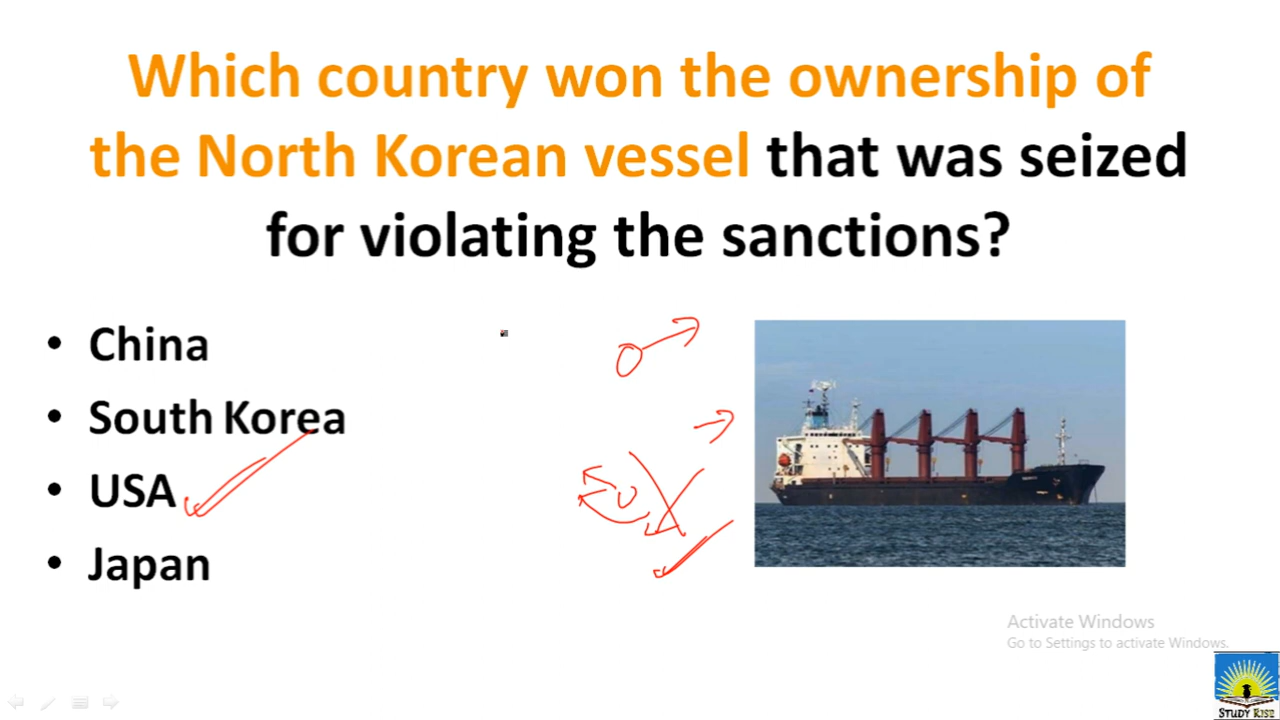 Which country won the ownership of
the North Korean vessel that was seized
for violating the sanctions?
• China
• South Korea
• USA
• Japan
Activate Windows
Go to Settings to activate Windows.
STUDY RISE